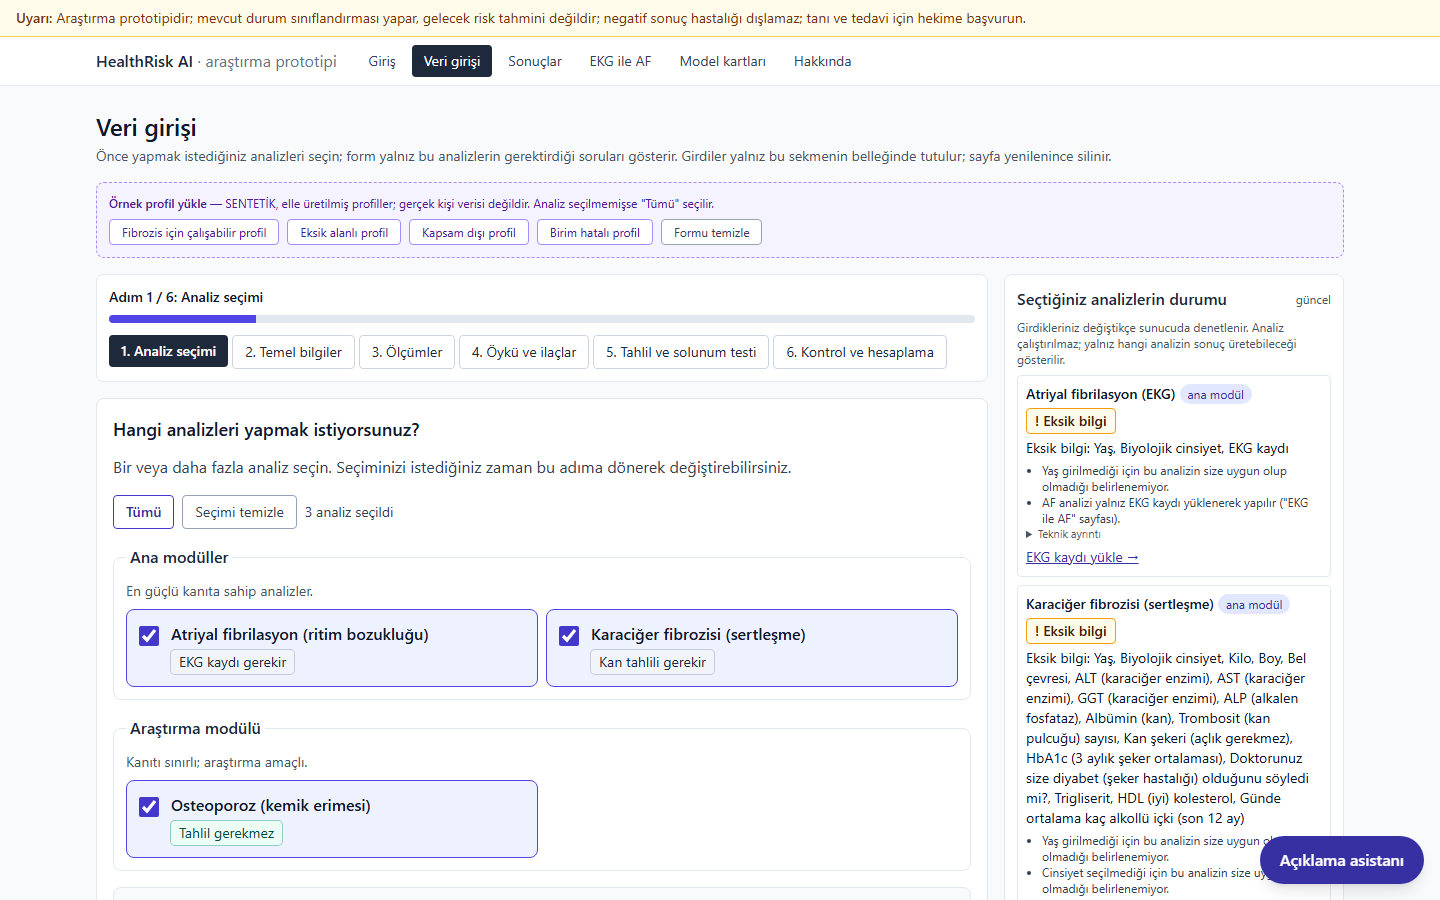 Uyarı: Araştırma prototipidir; mevcut durum sınıflandırması yapar, gelecek risk tahmini değildir; negatif sonuç hastalığı dışlamaz; tanı ve tedavi için hekime başvurun.
HealthRisk AI · araştırma prototipi
Giriş
Veri girişi
Sonuçlar
EKG ile AF
Model kartları
Hakkında
Veri girişi
Önce yapmak istediğiniz analizleri seçin; form yalnız bu analizlerin gerektirdiği soruları gösterir. Girdiler yalnız bu sekmenin belleğinde tutulur; sayfa yenilenince silinir.
Örnek profil yükle — SENTETİK, elle üretilmiş profiller; gerçek kişi verisi değildir. Analiz seçilmemişse "Tümü" seçilir.
Fibrozis için çalışabilir profil
Eksik alanlı profil
Kapsam dışı profil
Birim hatalı profil
Formu temizle
Adım 1 / 6: Analiz seçimi
1. Analiz seçimi
2. Temel bilgiler
3. Ölçümler
4. Öykü ve ilaçlar
5. Tahlil ve solunum testi
6. Kontrol ve hesaplama
Hangi analizleri yapmak istiyorsunuz?
Bir veya daha fazla analiz seçin. Seçiminizi istediğiniz zaman bu adıma dönerek değiştirebilirsiniz.
Tümü
Seçimi temizle
3 analiz seçildi
Ana modüller
En güçlü kanıta sahip analizler.
Atriyal fibrilasyon (ritim bozukluğu)
EKG kaydı gerekir
Karaciğer fibrozisi (sertleşme)
Kan tahlili gerekir
Araştırma modülü
Kanıtı sınırlı; araştırma amaçlı.
Osteoporoz (kemik erimesi)
Tahlil gerekmez
Seçtiğiniz analizlerin durumu
güncel
Girdikleriniz değiştikçe sunucuda denetlenir. Analiz
çalıştırılmaz; yalnız hangi analizin sonuç üretebileceği
gösterilir.
Atriyal fibrilasyon (EKG)
ana modül
! Eksik bilgi
Eksik bilgi: Yaş, Biyolojik cinsiyet, EKG kaydı
• Yaş girilmediği için bu analizin size uygun olup
olmadığı belirlenemiyor.
• AF analizi yalnız EKG kaydı yüklenerek yapılır ("EKG
ile AF" sayfası).
▶ Teknik ayrıntı
EKG kaydı yükle →
Karaciğer fibrozisi (sertleşme)
ana modül
! Eksik bilgi
Eksik bilgi: Yaş, Biyolojik cinsiyet, Kilo, Boy, Bel
çevresi, ALT (karaciğer enzimi), AST (karaciğer
enzimi), GGT (karaciğer enzimi), ALP (alkalen
fosfataz), Albümin (kan), Trombosit (kan
pulcuğu) sayısı, Kan şekeri (açlık gerekmez),
HbA1c (3 aylık şeker ortalaması), Doktorunuz
size diyabet (şeker hastalığı) olduğunu söyledi
mi?, Trigliserit, HDL (iyi) kolesterol, Günde
ortalama kaç alkollü içki (son 12 ay)
• Yaş girilmediği için bu analizin size uygun
olmadığı belirlenemiyor.
• Cinsiyet seçilmediği için bu analizin size
olmadığı belirlenemiyor.
Açıklama asistanı